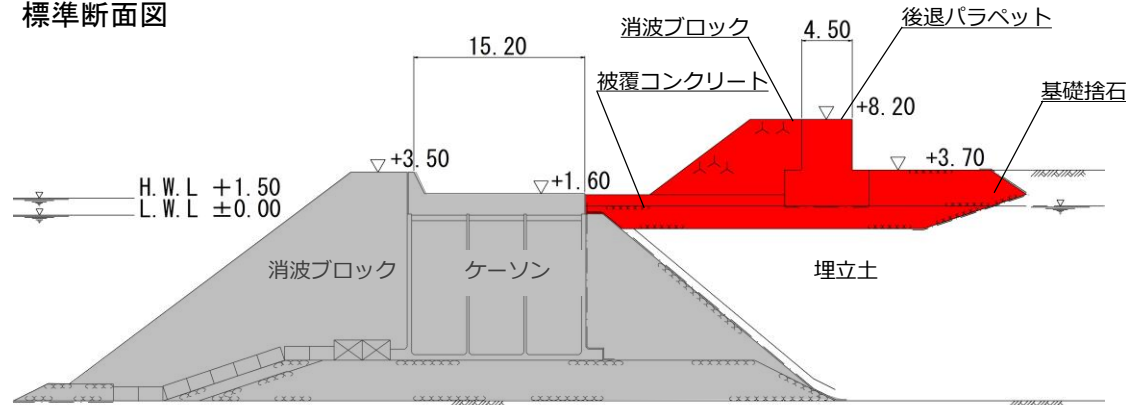 標準断面図
15.20
消波ブロック
4.50
後退パラペット
被覆コンクリート
基礎捨石
+8.20
+3.50
+3.70
H.W.L +1.50
+1.60
L.W.L ±0.00
消波ブロック
ケーソン
埋立土